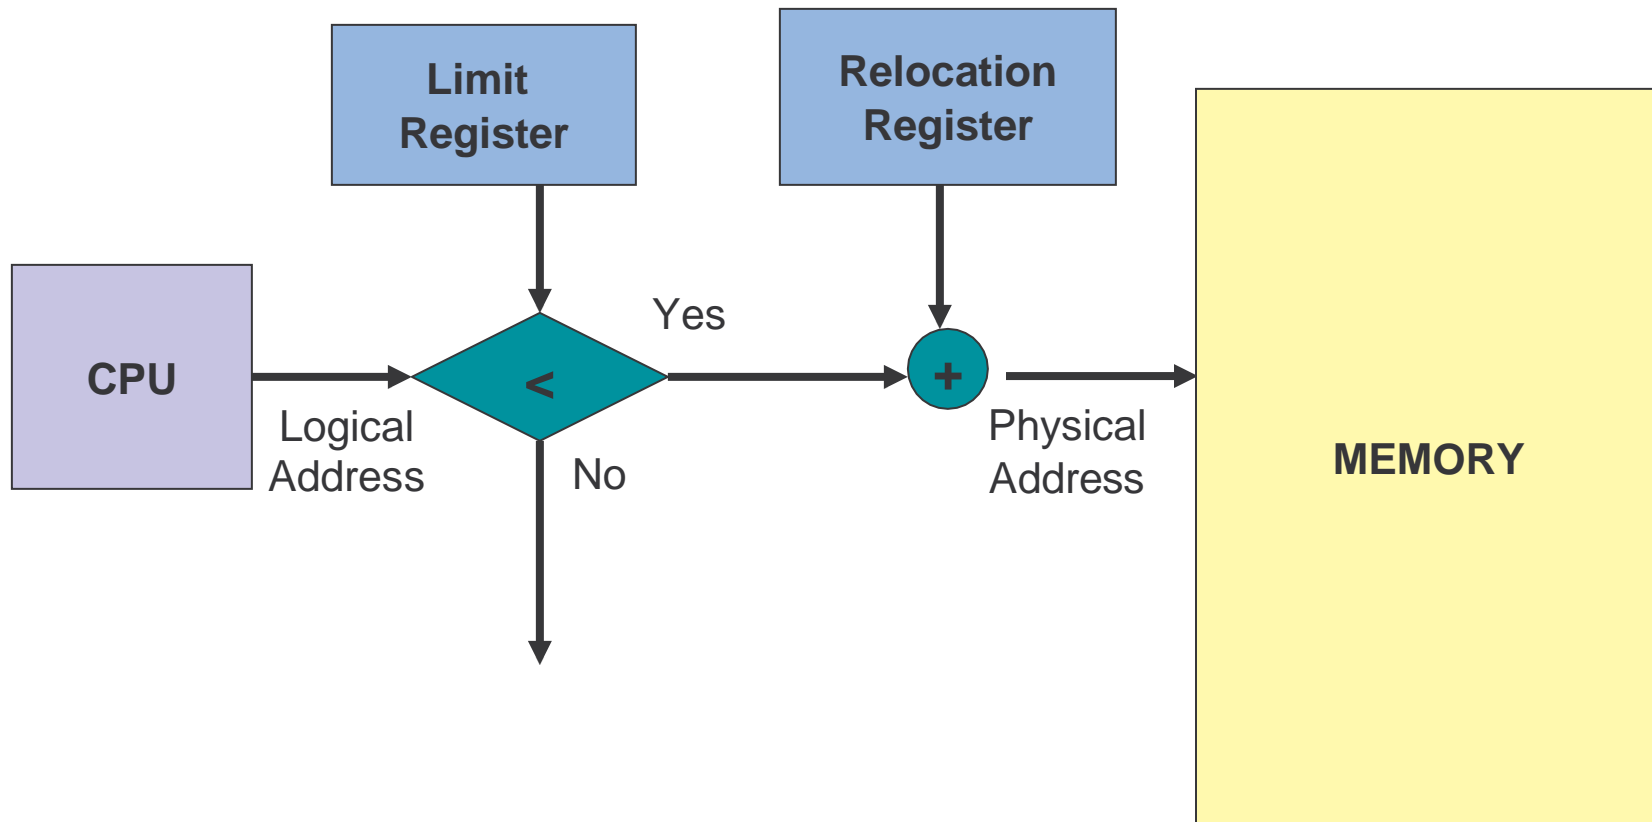 Limit
Register
Relocation
Register
CPU
Logical
Address
<
Yes
No
+
Physical
Address
MEMORY